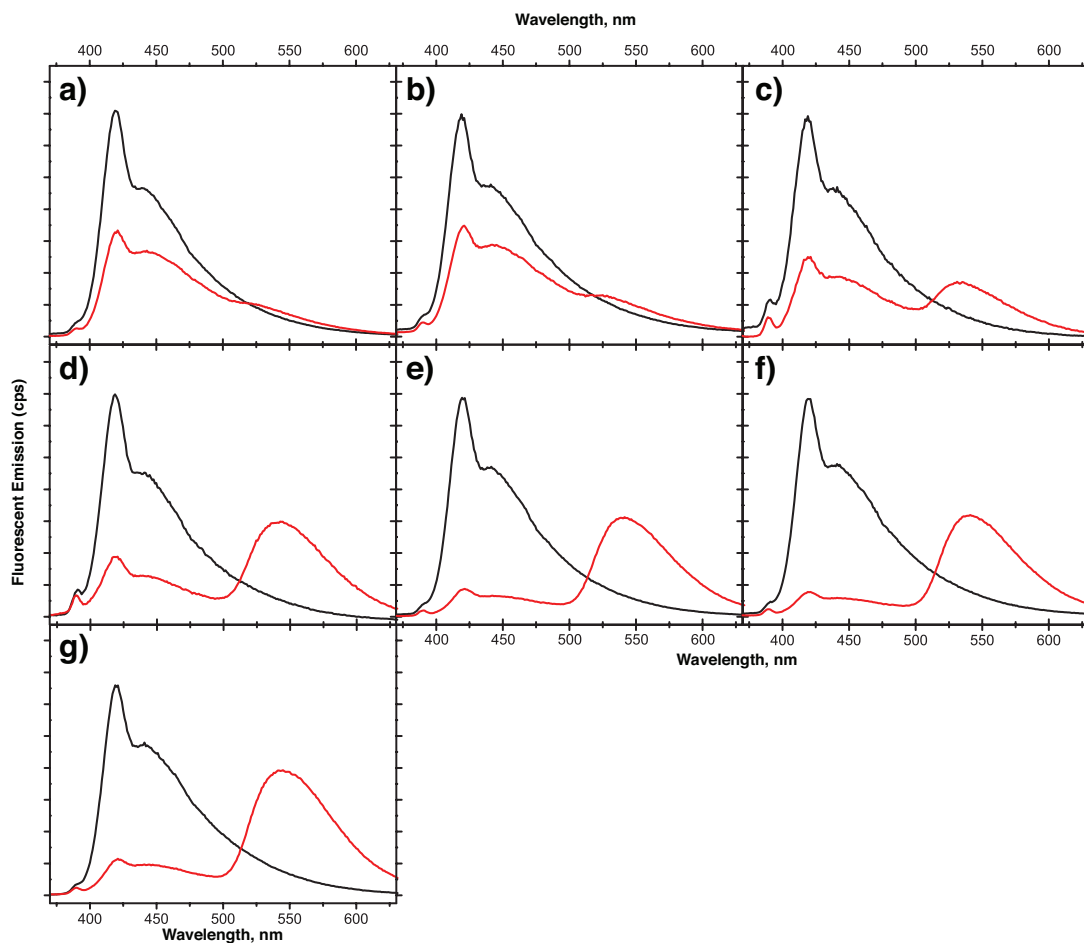 Wavelength, nm
400 450 500 550 600 400 450 500 550 600 400 450 500 550 600
a) b) c)
d) e) f)
Fluorescent Emission (cps)
400 450 500 550 600 400 450 500 550 600
g) Wavelength, nm
400 450 500 550 600
Wavelength, nm